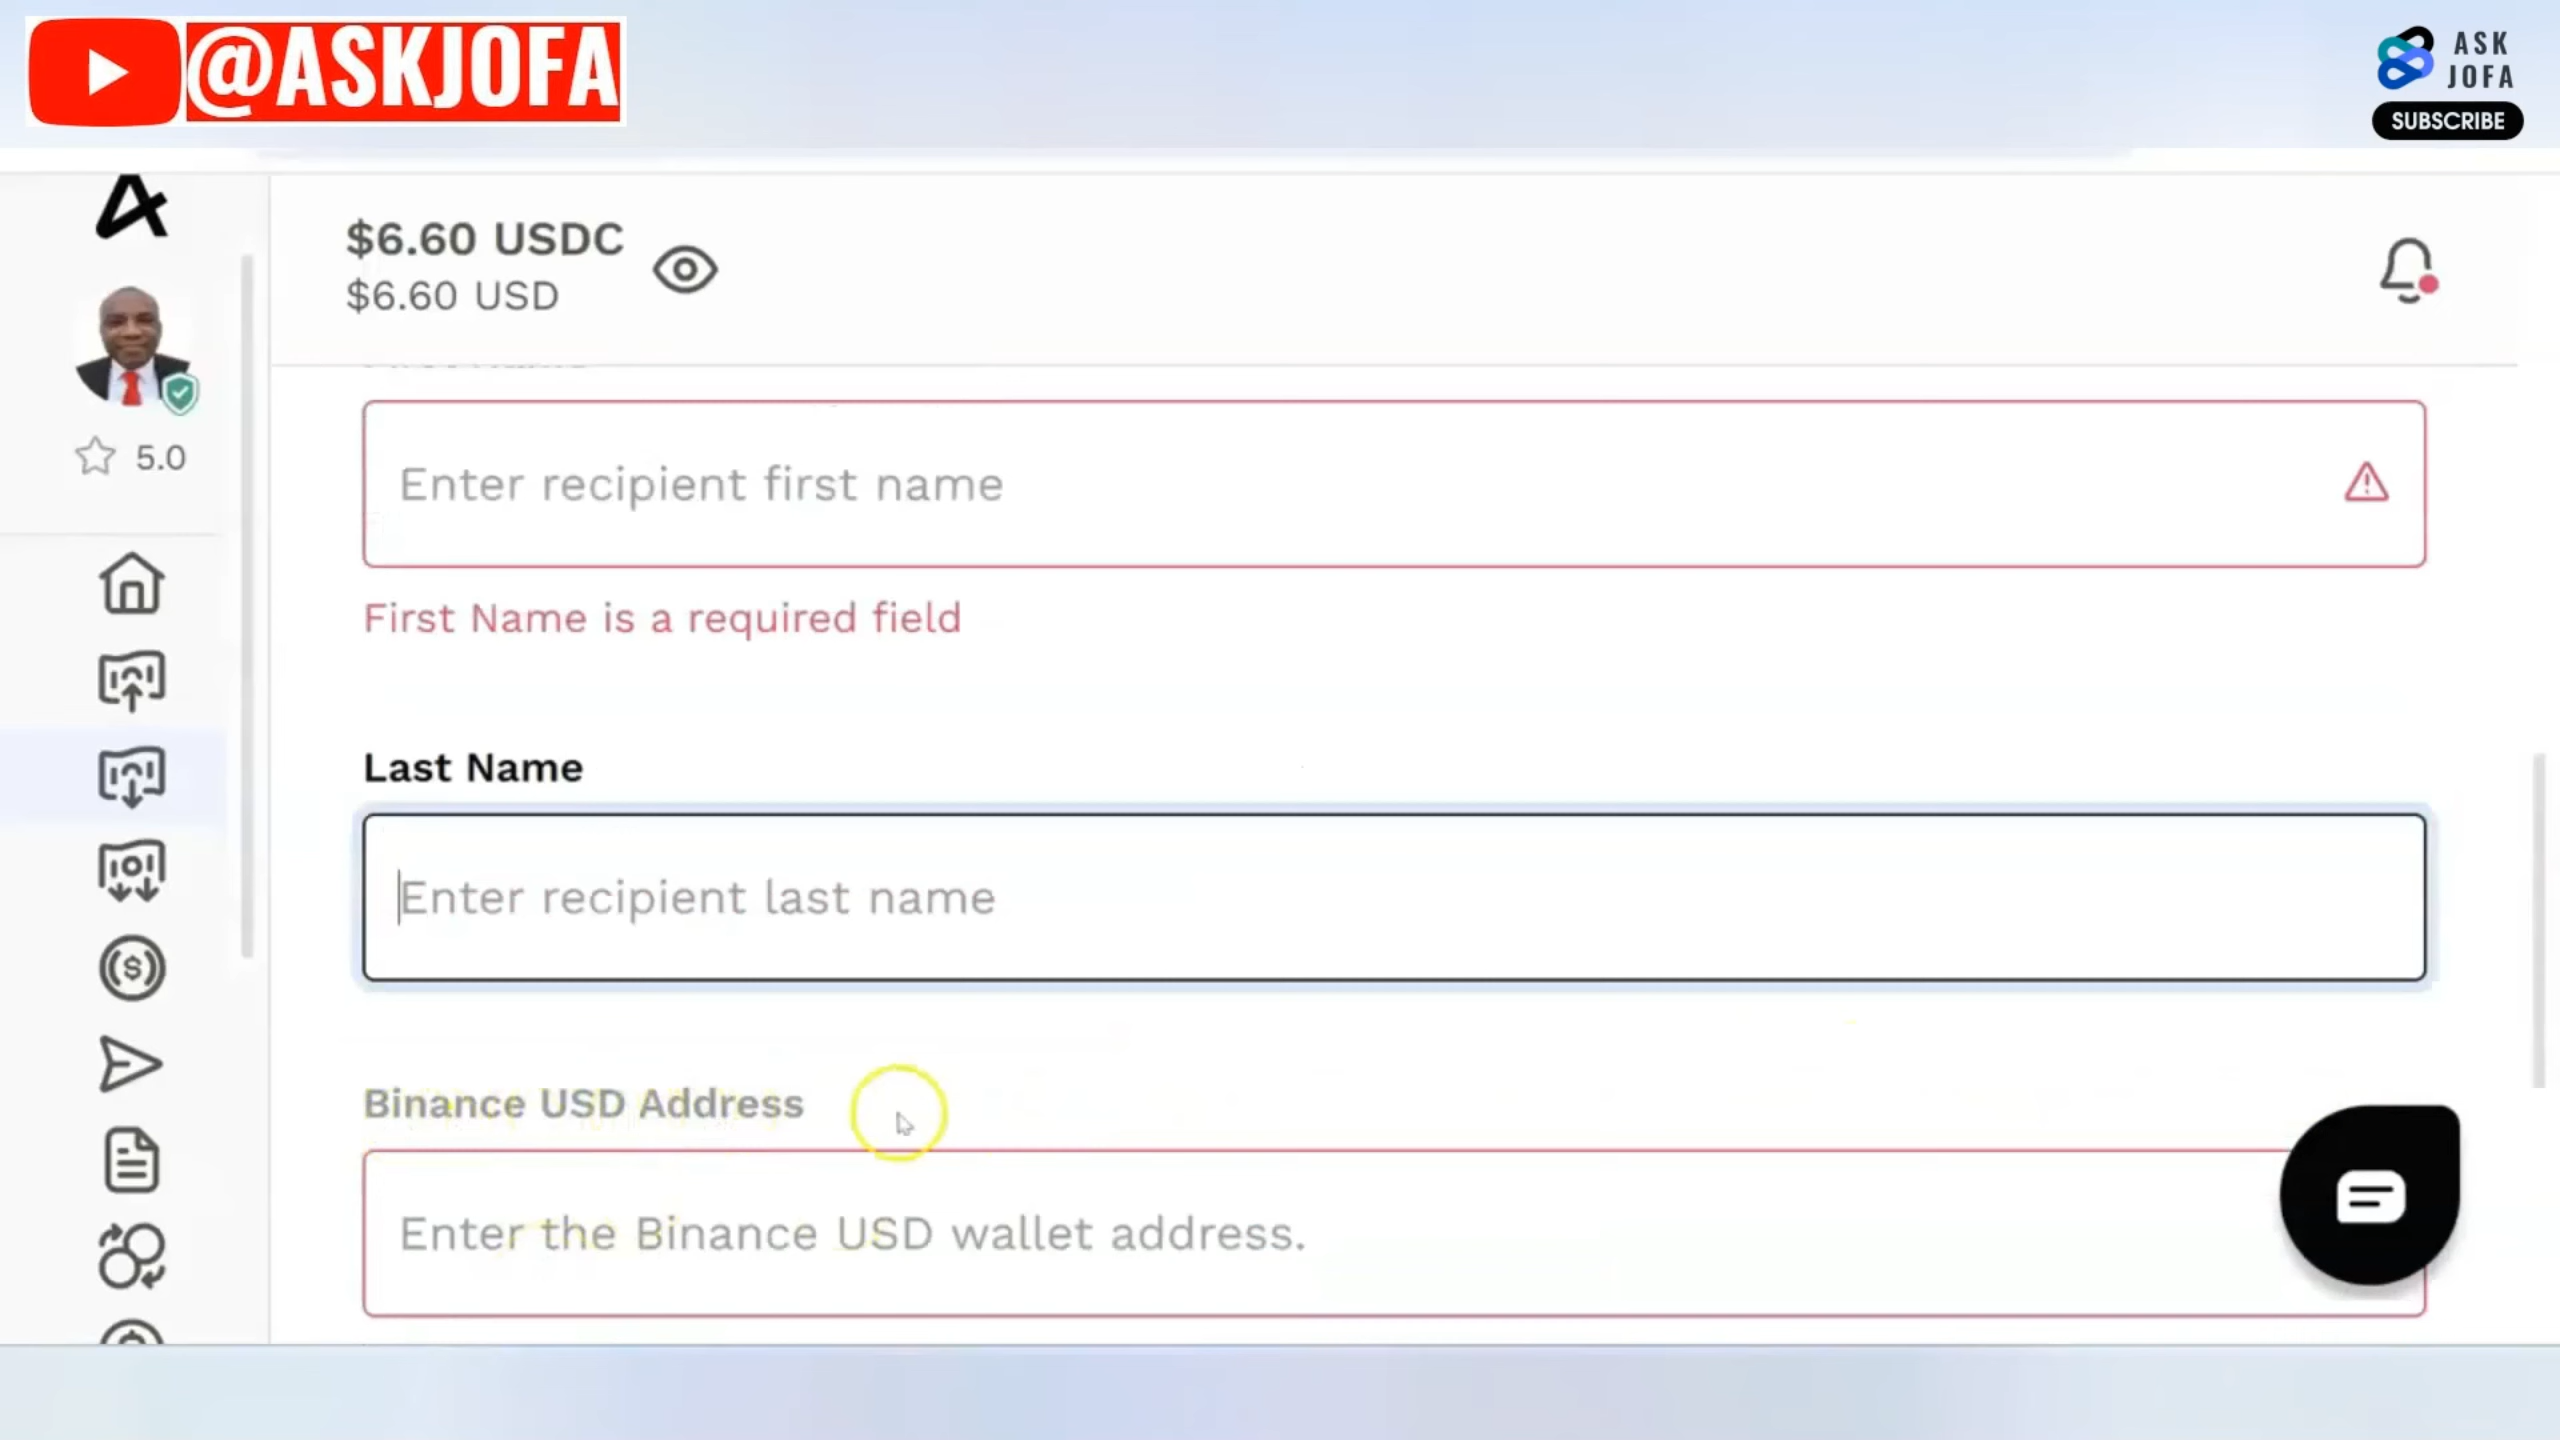 @ASKJOFA
ASK
JOFA
SUBSCRIBE
$6.60 USDC
$6.60 USD
5.0
Enter recipient first name
First Name is a required field
Last Name
Enter recipient last name
Binance USD Address
Enter the Binance USD wallet address.